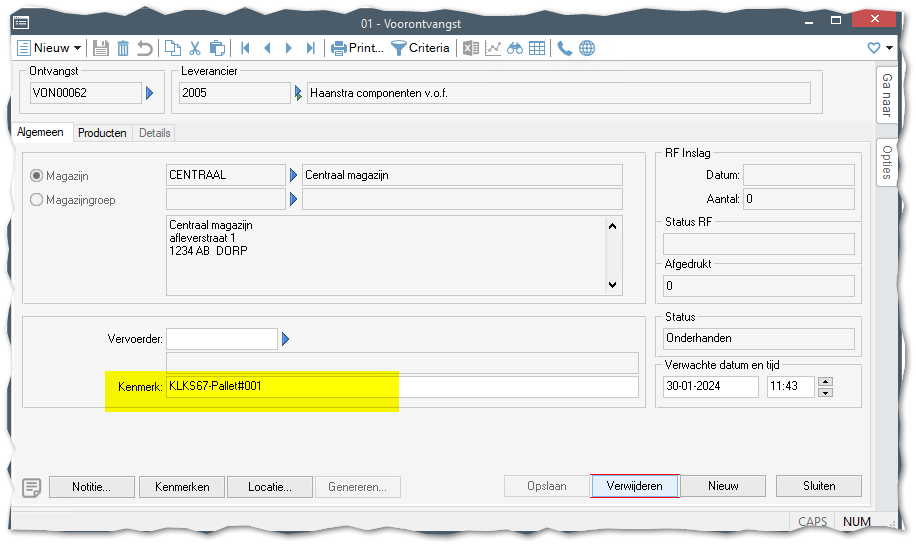 01 - Voorontvangst
Nieuw
Print...
Criteria
Ontvangst
VON00062
Leverancier
2005
Haanstra components v.o.f.
Ga naar
Opties
Algemeen
Producten
Details
Magazijn
CENTRAAL
Centraal magazijn
Magazijngroep
Centraal magazijn
afleverstraat 1
1234 AB DORP
RF Inslag
Datum:
Aantal: 0
Status RF
Afgedrukt
0
Vervoerder:
Kenmerk: KLKS67-Pallet#001
Status
Onderhanden
Verwachte datum en tijd
30-01-2024
11:43
Notitie...
Kenmerken
Locatie...
Genereren...
Opslaan
Verwijderen
Nieuw
Sluiten
CAPS
NUM